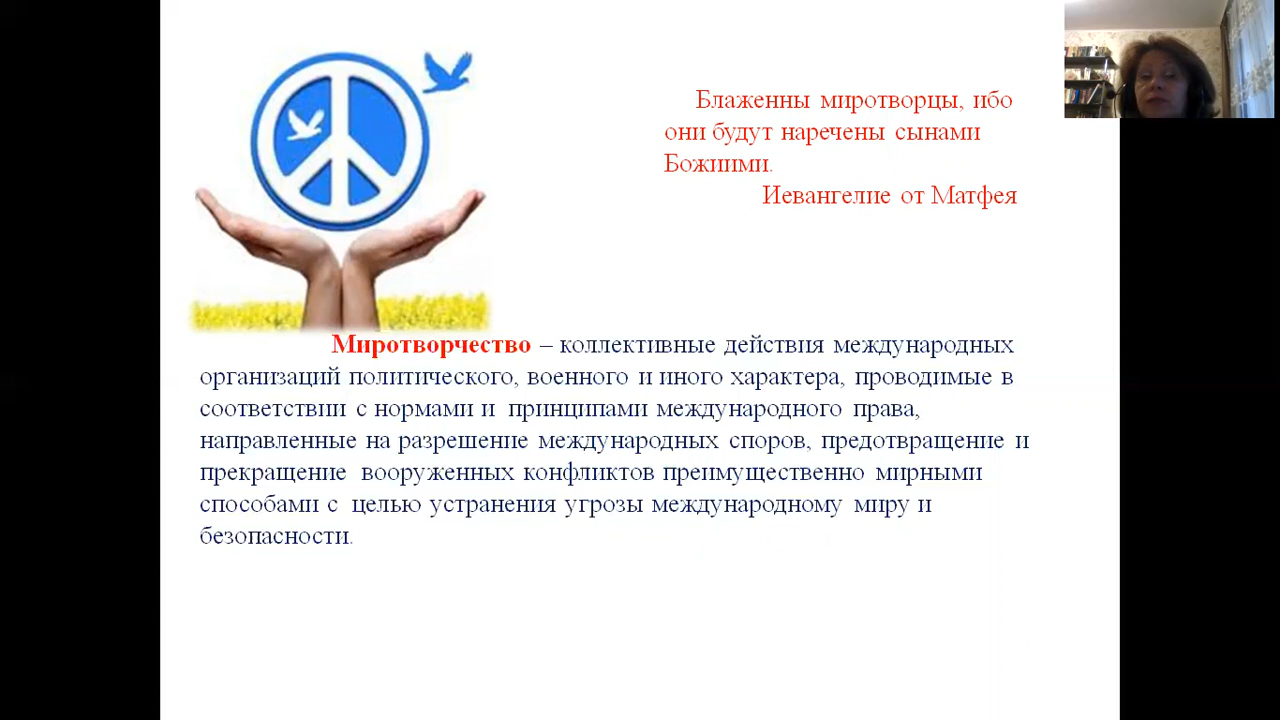 Блаженны миротворцы, ибо
они будут наречены сынами
Божиими.
Иевангелие от Матфея
Миротворчество – коллективные действия международных
организаций политического, военного и иного характера, проводимые в
соответствии с нормами и принципами международного права,
направленные на разрешение международных споров, предотвращение и
прекращение вооруженных конфликтов преимущественно мирными
способами с целью устранения угрозы международному миру и
безопасности.